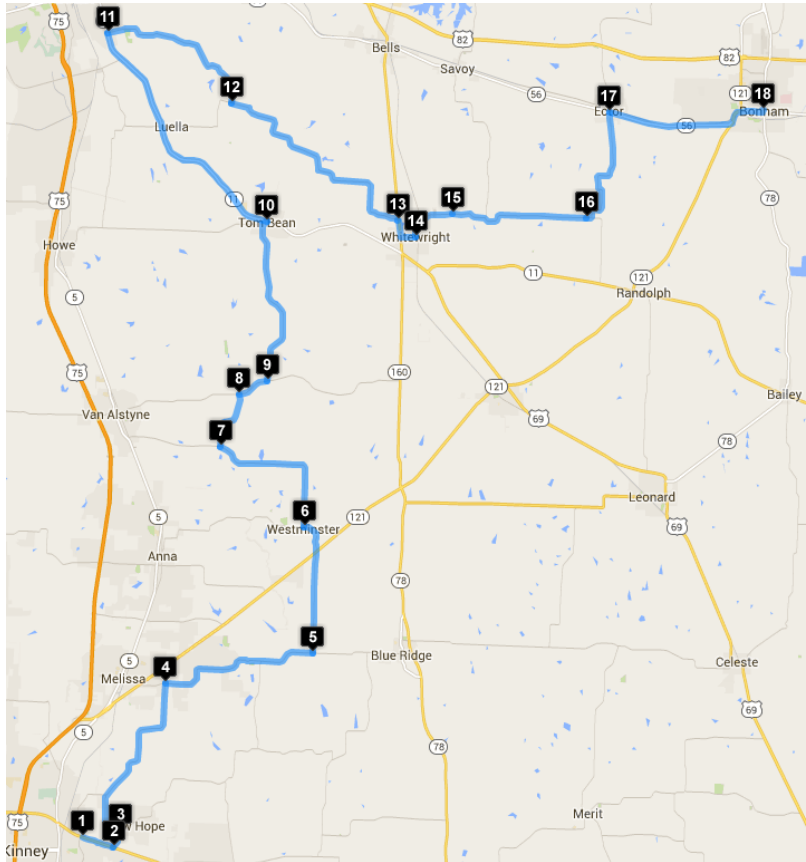 75
11
82
Bells
Savoy
56
82
12
17
121
18
Ector
Bonham
Luella
56
75
11
10
Tom Bean
13
14
15
16
Whitewright
78
Howe
5
11
121
Randolph
75
8
9
160
121
Van Alstyne
69
Bailey
7
78
Leonard
6
Westminster
121
5
69
Anna
78
5
5
Blue Ridge
4
Melissa
Celeste
69
5
78
1
3
2
w Hope
Merit
75
Kinney